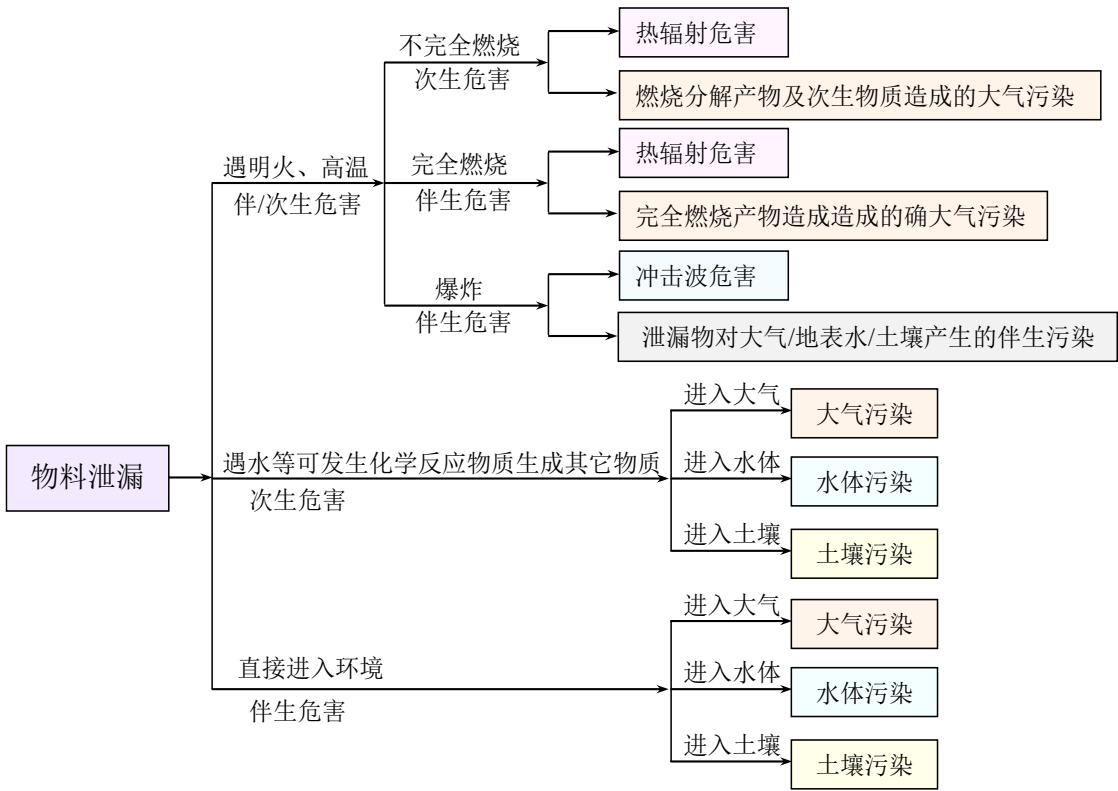 不完全燃烧
次生危害
热辐射危害
燃烧分解产物及次生物质造成的大气污染
遇明火、高温
伴/次生危害
完全燃烧
伴生危害
热辐射危害
完全燃烧产物造成造成的确大气污染
爆炸
伴生危害
冲击波危害
泄漏物对大气/地表水/土壤产生的伴生污染
物料泄漏
遇水等可发生化学反应物质生成其它物质
次生危害
进入大气
大气污染
进入水体
水体污染
进入土壤
土壤污染
直接进入环境
伴生危害
进入大气
大气污染
进入水体
水体污染
进入土壤
土壤污染